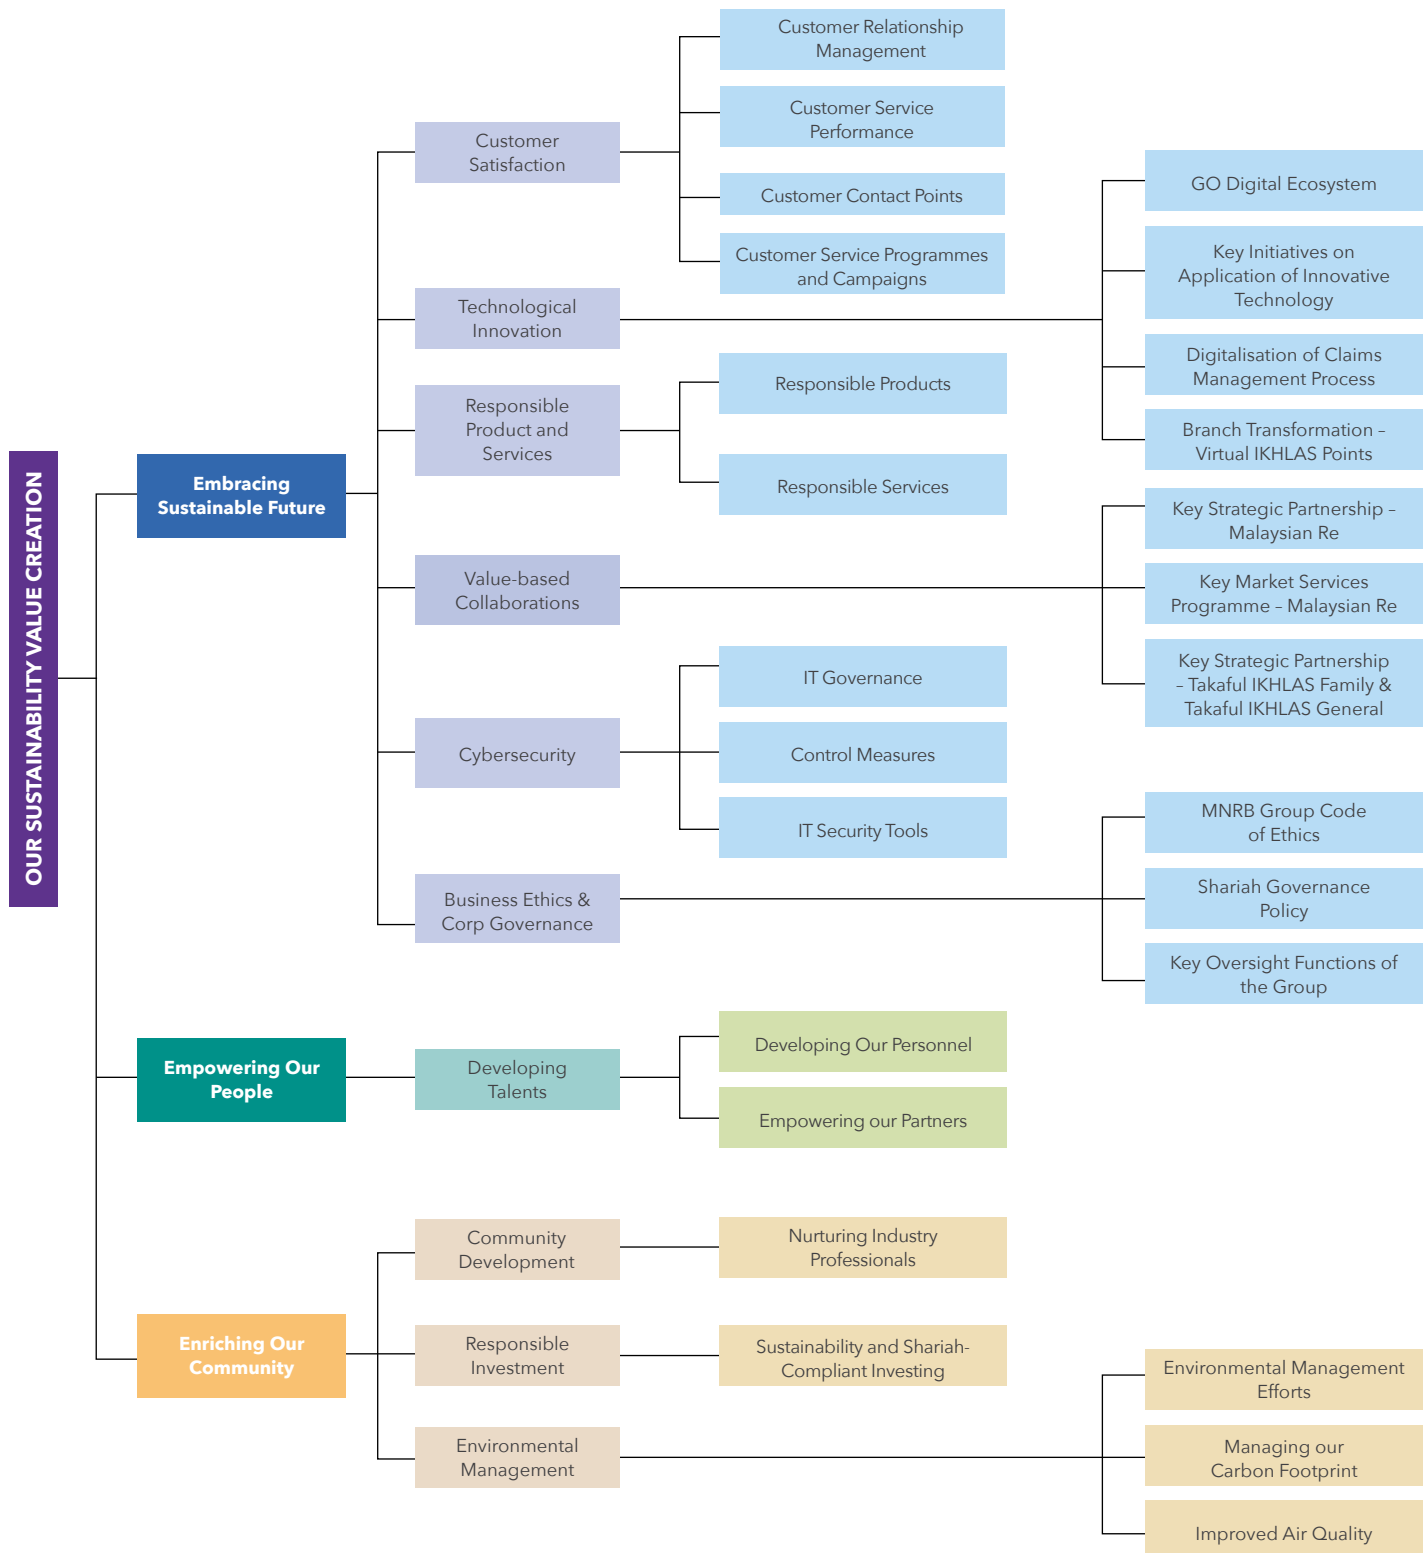 OUR SUSTAINABILITY VALUE CREATION
Embracing
Sustainable Future
Customer
Satisfaction
Customer Relationship
Management
Customer Service
Performance
Customer Contact Points
Customer Service Programmes
and Campaigns
Technological
Innovation
GO Digital Ecosystem
Key Initiatives on
Application of Innovative
Technology
Digitalisation of Claims
Management Process
Branch Transformation –
Virtual IKHLAS Points
Responsible
Product and
Services
Responsible Products
Responsible Services
Value-based
Collaborations
Key Strategic Partnership –
Malaysian Re
Key Market Services
Programme – Malaysian Re
Key Strategic Partnership
– Takaful IKHLAS Family &
Takaful IKHLAS General
Cybersecurity
IT Governance
Control Measures
IT Security Tools
Business Ethics &
Corp Governance
MNRB Group Code
of Ethics
Shariah Governance
Policy
Key Oversight Functions of
the Group
Empowering Our
People
Developing
Talents
Developing Our Personnel
Empowering our Partners
Enriching Our
Community
Community
Development
Nurturing Industry
Professionals
Responsible
Investment
Sustainability and Shariah-
Compliant Investing
Environmental
Management
Environmental Management
Efforts
Managing our
Carbon Footprint
Improved Air Quality